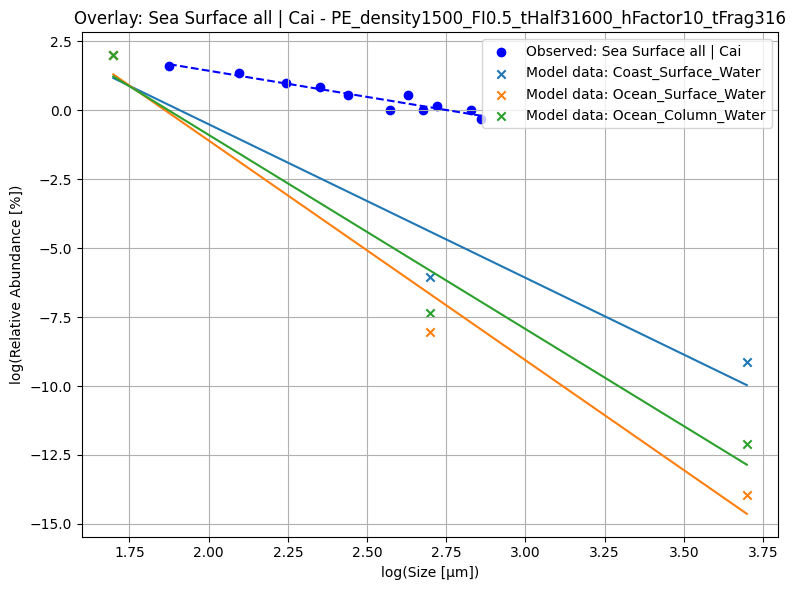 Overlay: Sea Surface all | Cai - PE_density1500_FI0.5_tHalf31600_hFactor10_tFrag316
Observed: Sea Surface all | Cai
Model data: Coast_Surface_Water
Model data: Ocean_Surface_Water
Model data: Ocean_Column_Water
log(Relative Abundance [%])
2.5
0.0
−2.5
−5.0
−7.5
−10.0
−12.5
−15.0
1.75 2.00 2.25 2.50 2.75 3.00 3.25 3.50 3.75
log(Size [μm])